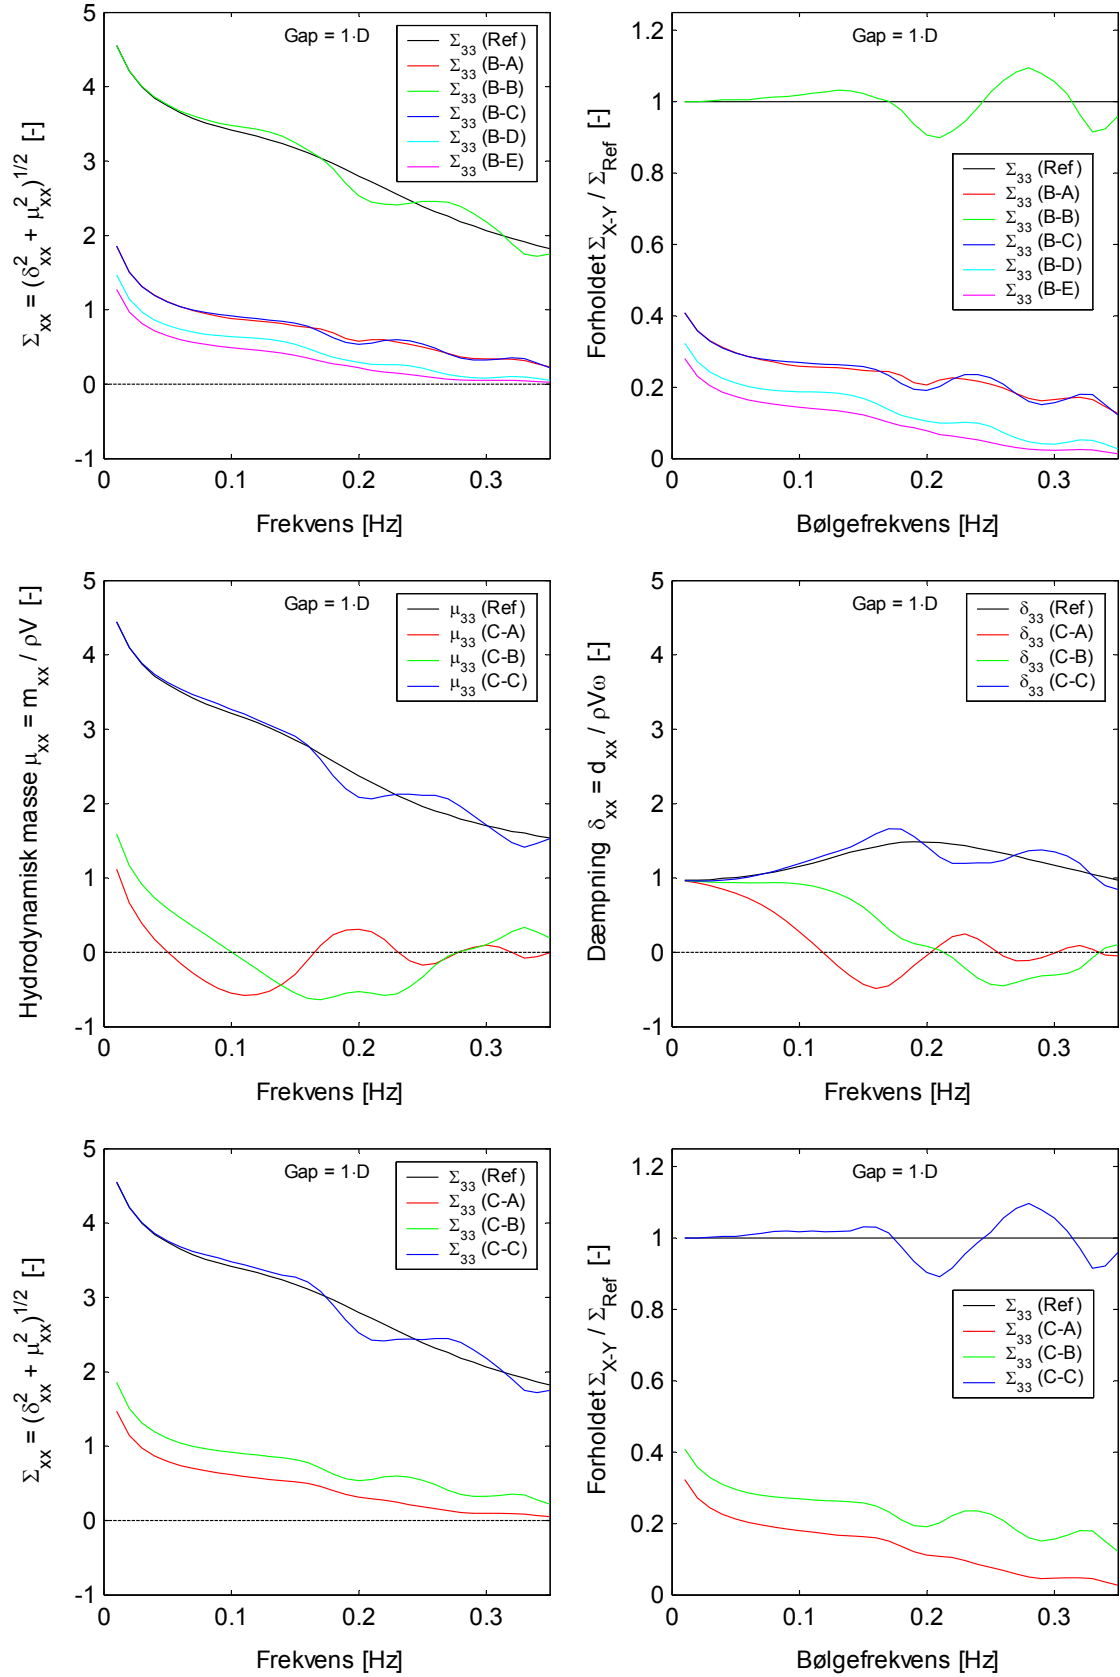 Gap = 1·D
Σ33 (Ref)
Σ33 (B-A)
Σ33 (B-B)
Σ33 (B-C)
Σ33 (B-D)
Σ33 (B-E)
5
4
3
2
1
0
-1
0
0.1
0.2
0.3
Σxx = (δ²xx + μ²xx)^1/2 [-]
Frekvens [Hz]
Gap = 1·D
Σ33 (Ref)
Σ33 (B-A)
Σ33 (B-B)
Σ33 (B-C)
Σ33 (B-D)
Σ33 (B-E)
1.2
1
0.8
0.6
0.4
0.2
0
0
0.1
0.2
0.3
Forholdet ΣX-Y / ΣRef [-]
Bølgefrekvens [Hz]
Gap = 1·D
μ33 (Ref)
μ33 (C-A)
μ33 (C-B)
μ33 (C-C)
5
4
3
2
1
0
-1
0
0.1
0.2
0.3
Hydrodynamisk masse μxx = mxx / ρV [-]
Frekvens [Hz]
Gap = 1·D
δ33 (Ref)
δ33 (C-A)
δ33 (C-B)
δ33 (C-C)
5
4
3
2
1
0
-1
0
0.1
0.2
0.3
Dæmpning δxx = dxx / ρVω [-]
Frekvens [Hz]
Gap = 1·D
Σ33 (Ref)
Σ33 (C-A)
Σ33 (C-B)
Σ33 (C-C)
5
4
3
2
1
0
-1
0
0.1
0.2
0.3
Σxx = (δ²xx + μ²xx)^1/2 [-]
Frekvens [Hz]
Gap = 1·D
Σ33 (Ref)
Σ33 (C-A)
Σ33 (C-B)
Σ33 (C-C)
1.2
1
0.8
0.6
0.4
0.2
0
0
0.1
0.2
0.3
Forholdet ΣX-Y / ΣRef [-]
Bølgefrekvens [Hz]